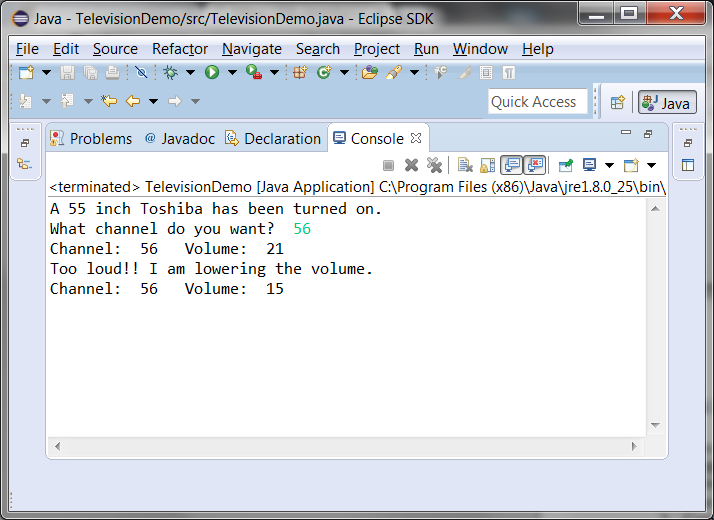 Java - TelevisionDemo/src/TelevisionDemo.java - Eclipse SDK
File Edit Source Refactor Navigate Search Project Run Window Help
Quick Access Java
Problems @ Javadoc Declaration Console
<terminated> TelevisionDemo [Java Application] C:\Program Files (x86)\Java\jre1.8.0_25\bin\
A 55 inch Toshiba has been turned on.
What channel do you want?  56
Channel:  56   Volume:  21
Too loud!! I am lowering the volume.
Channel:  56   Volume:  15